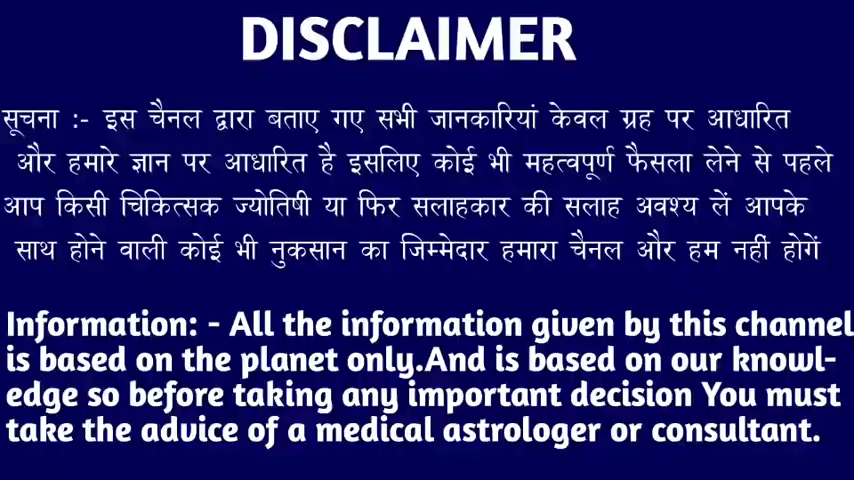 DISCLAIMER
सूचना :- इस चैनल द्वारा बताए गए सभी जानकारियां केवल ग्रह पर आधारित
और हमारे ज्ञान पर आधारित है इसलिए कोई भी महत्वपूर्ण फैसला लेने से पहले
आप किसी चिकित्सक ज्योतिषी या फिर सलाहकार की सलाह अवश्य लें आपके
साथ होने वाली कोई भी नुकसान का जिम्मेदार हमारा चैनल और हम नहीं होगें
Information: - All the information given by this channel
is based on the planet only.And is based on our knowl-
edge so before taking any important decision You must
take the advice of a medical astrologer or consultant.